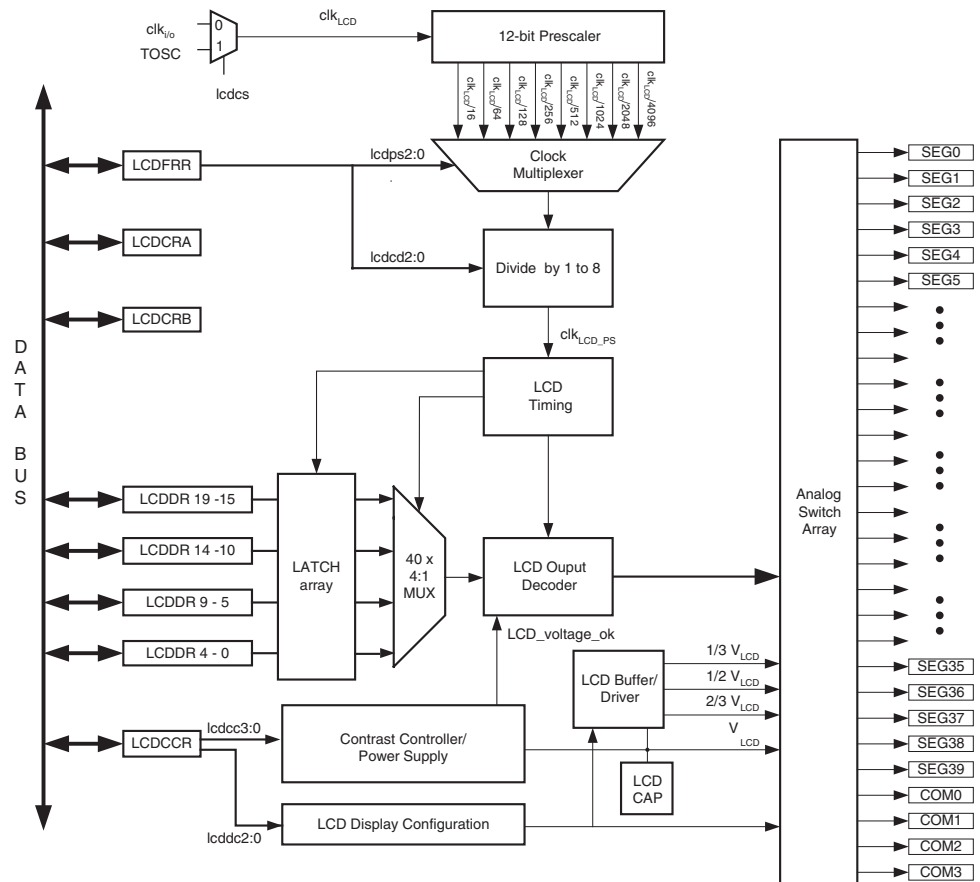 clk i/o
TOSC
0
1
lcdcs
clk LCD
12-bit Prescaler
clk LCD/16
clk LCD/64
clk LCD/128
clk LCD/256
clk LCD/512
clk LCD/1024
clk LCD/2048
clk LCD/4096
LCDFRR
lcdps2:0
Clock
Multiplexer
LCDCRA
lcdcd2:0
Divide by 1 to 8
LCDCRB
clk LCD_PS
DATA BUS
LCD
Timing
LCDDR 19 -15
LCDDR 14 -10
LCDDR 9 - 5
LCDDR 4 - 0
LATCH
array
40 x
4:1
MUX
LCD Ouput
Decoder
LCD_voltage_ok
LCD Buffer/
Driver
1/3 V LCD
1/2 V LCD
2/3 V LCD
V LCD
LCDCCR
lcdcc3:0
Contrast Controller/
Power Supply
LCD
CAP
lcddc2:0
LCD Display Configuration
Analog
Switch
Array
SEG0
SEG1
SEG2
SEG3
SEG4
SEG5
SEG35
SEG36
SEG37
SEG38
SEG39
COM0
COM1
COM2
COM3